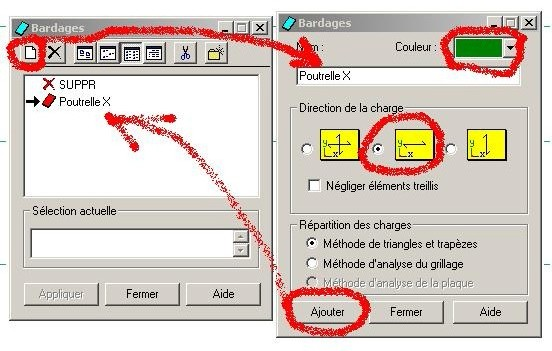 Bardages
SUPPR
Poutrelle X
Sélection actuelle
Appliquer
Fermer
Aide
Bardages
Nom :
Couleur :
Poutrelle X
Direction de la charge
y
x
y
x
y
x
Négliger éléments treillis
Répartition des charges
Méthode de triangles et trapèzes
Méthode d'analyse du grillage
Méthode d'analyse de la plaque
Ajouter
Fermer
Aide